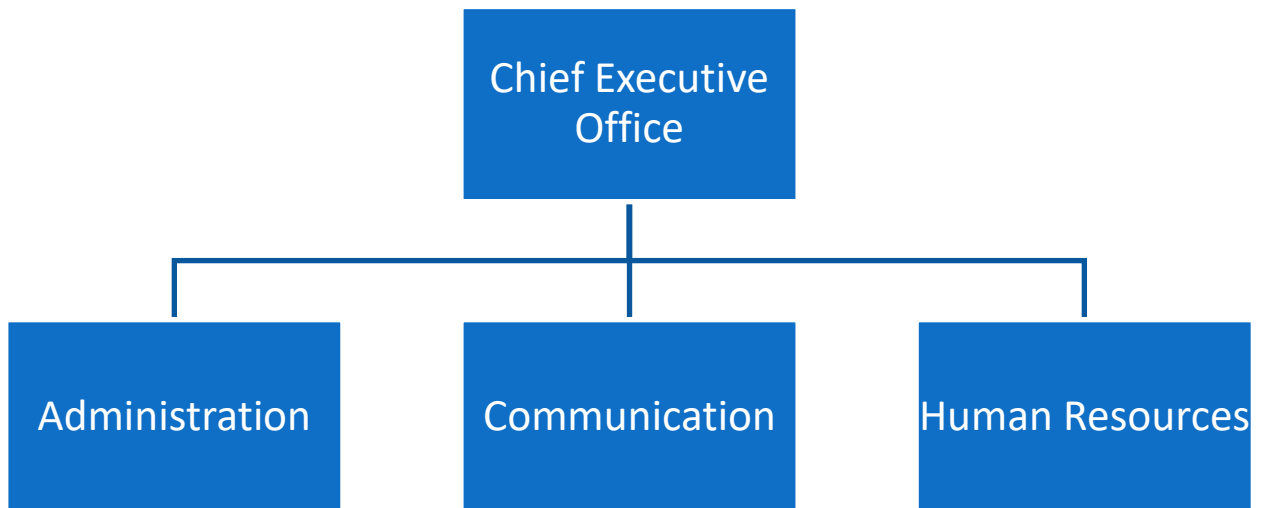 Chief Executive
Office
Administration
Communication
Human Resources